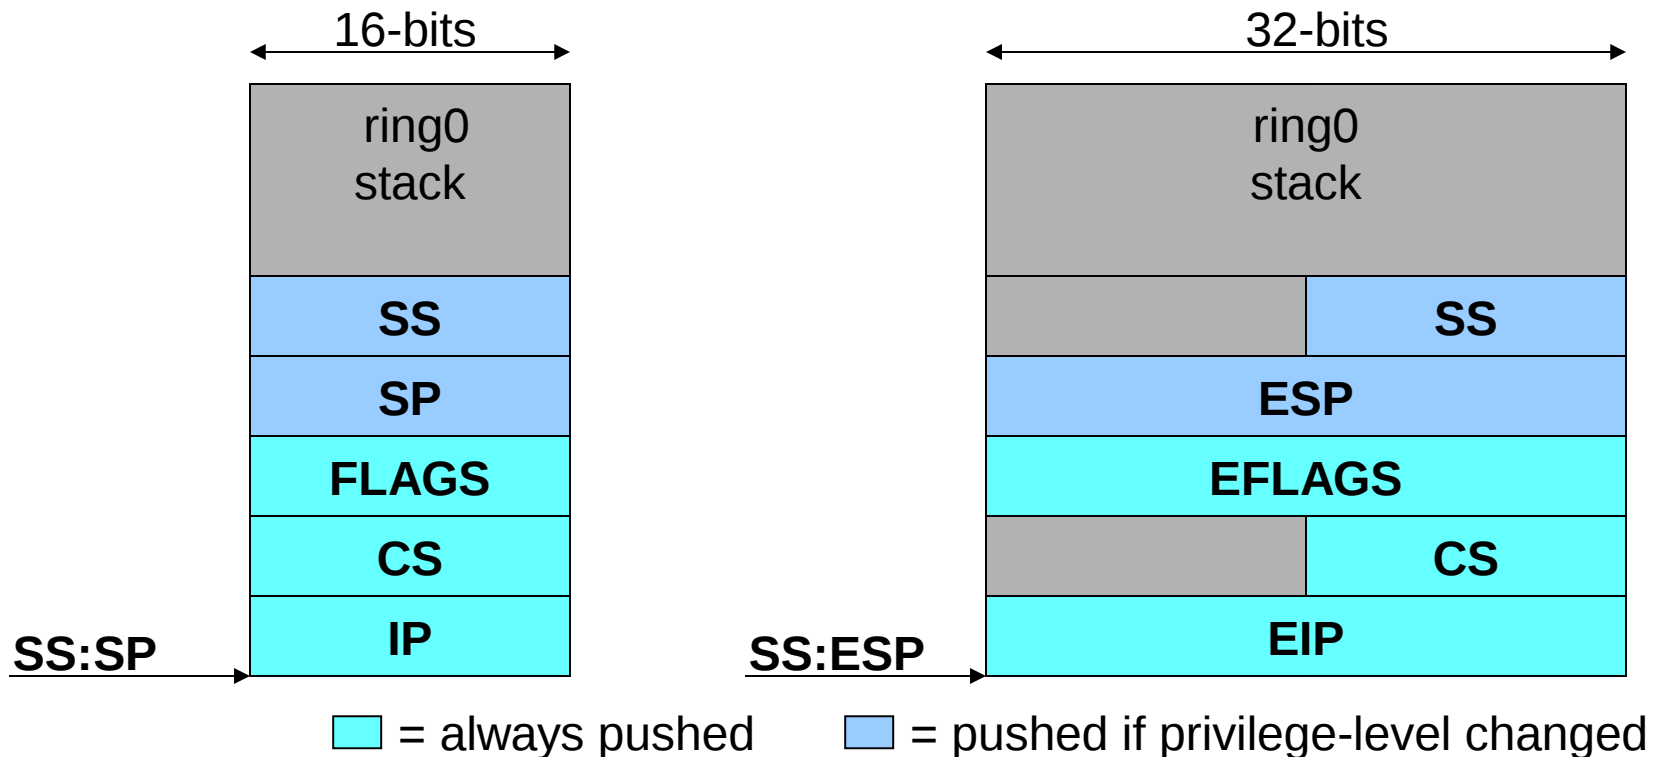 16-bits
32-bits
ring0
stack
ring0
stack
SS
SS
SP
ESP
FLAGS
EFLAGS
CS
CS
IP
EIP
SS:SP
SS:ESP
= always pushed
= pushed if privilege-level changed